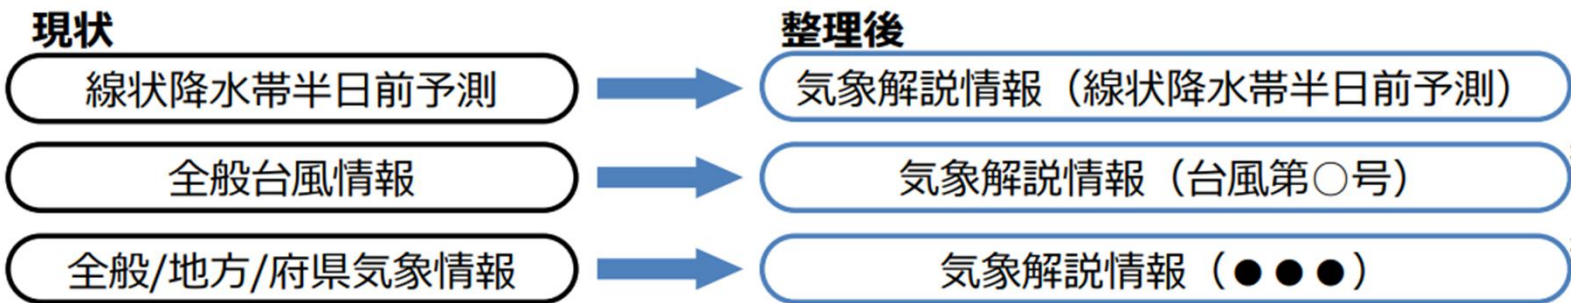 現状
整理後
線状降水帯半日前予測
気象解説情報（線状降水帯半日前予測）
全般台風情報
気象解説情報（台風第○号）
全般/地方/府県気象情報
気象解説情報（●●●）